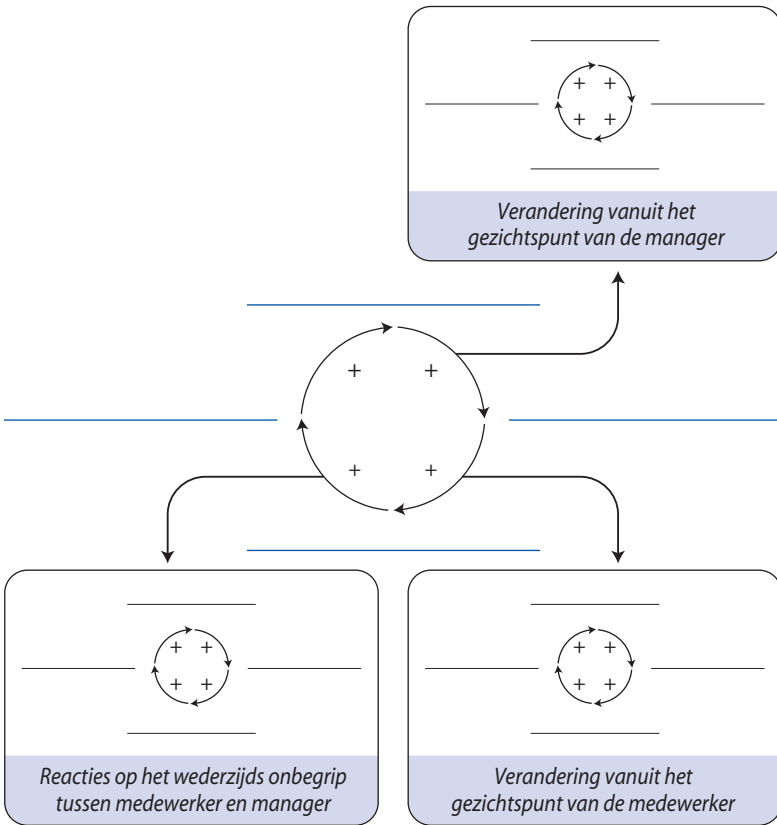 + +
+ +
Verandering vanuit het
gezichtspunt van de manager
+ +
+ +
+ +
+ +
Reacties op het wederzijds onbegrip
tussen medewerker en manager
+ +
+ +
Verandering vanuit het
gezichtspunt van de medewerker